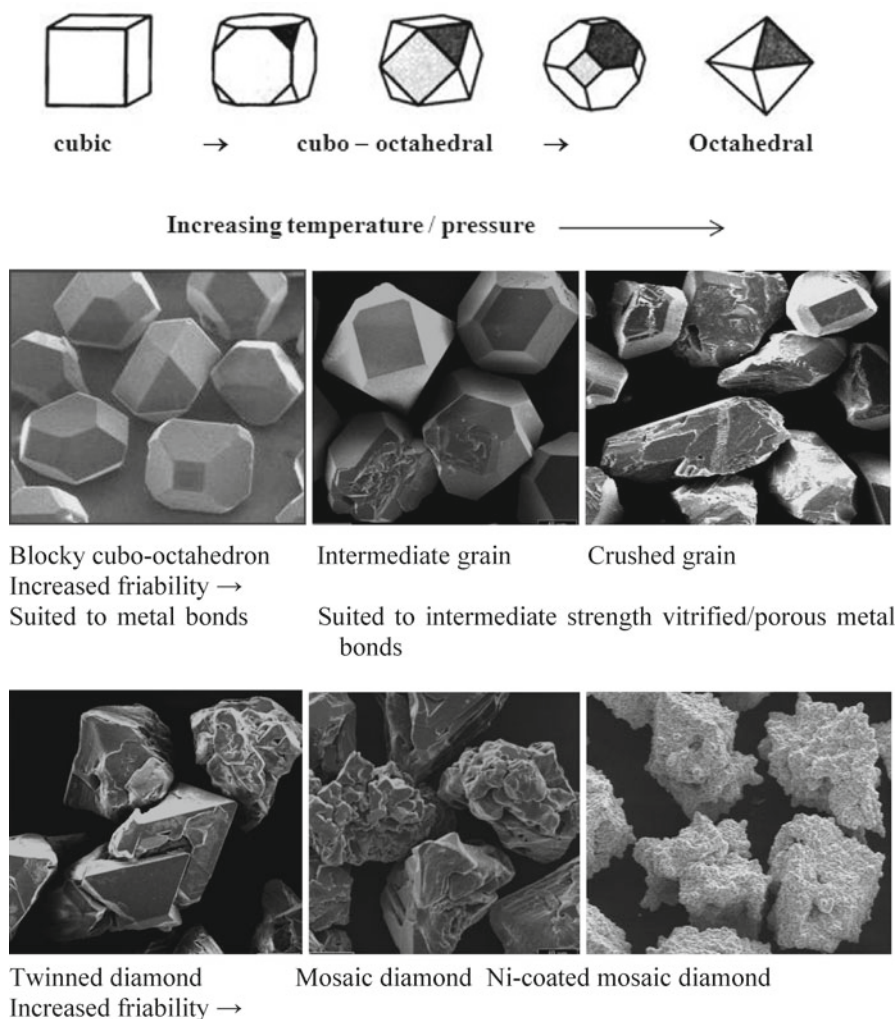 cubic → cubo – octahedral → Octahedral
Increasing temperature / pressure →
Blocky cubo-octahedron Intermediate grain Crushed grain
Increased friability →
Suited to metal bonds Suited to intermediate strength vitrified/porous metal
bonds
Twinned diamond Mosaic diamond Ni-coated mosaic diamond
Increased friability →